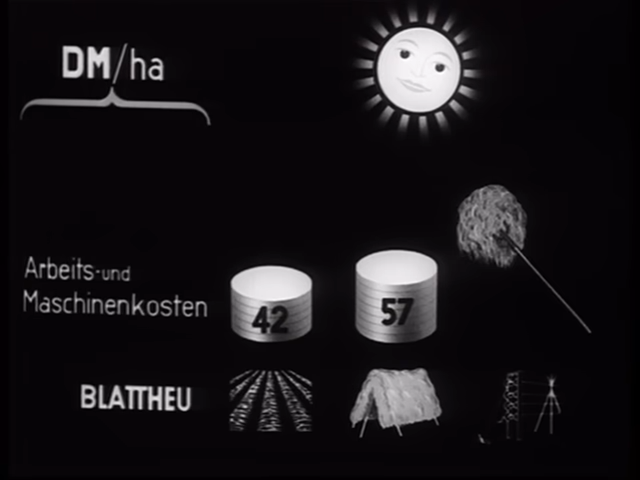 DM/ha
Arbeits-und
Maschinenkosten
42
57
BLATTHEU